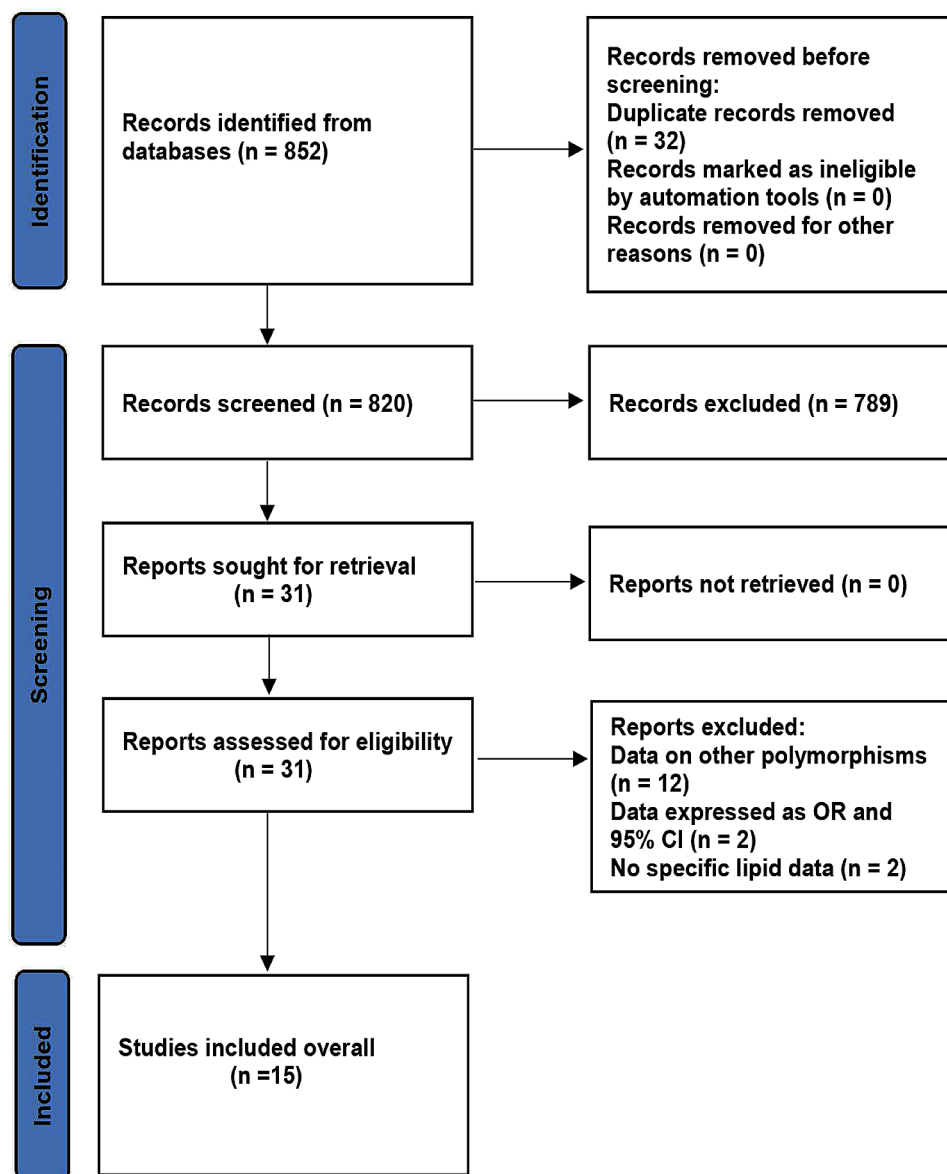 Identification
Records identified from
databases (n = 852)
Records removed before
screening:
Duplicate records removed
(n = 32)
Records marked as ineligible
by automation tools (n = 0)
Records removed for other
reasons (n = 0)
Screening
Records screened (n = 820)
Records excluded (n = 789)
Reports sought for retrieval
(n = 31)
Reports not retrieved (n = 0)
Reports assessed for eligibility
(n = 31)
Reports excluded:
Data on other polymorphisms
(n = 12)
Data expressed as OR and
95% CI (n = 2)
No specific lipid data (n = 2)
Included
Studies included overall
(n =15)